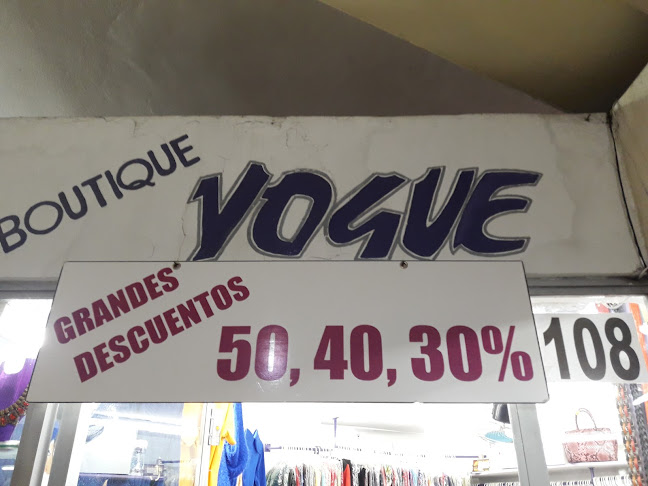 BOUTIQUE VOGUE
GRANDES
DESCUENTOS
50, 40, 30%
108